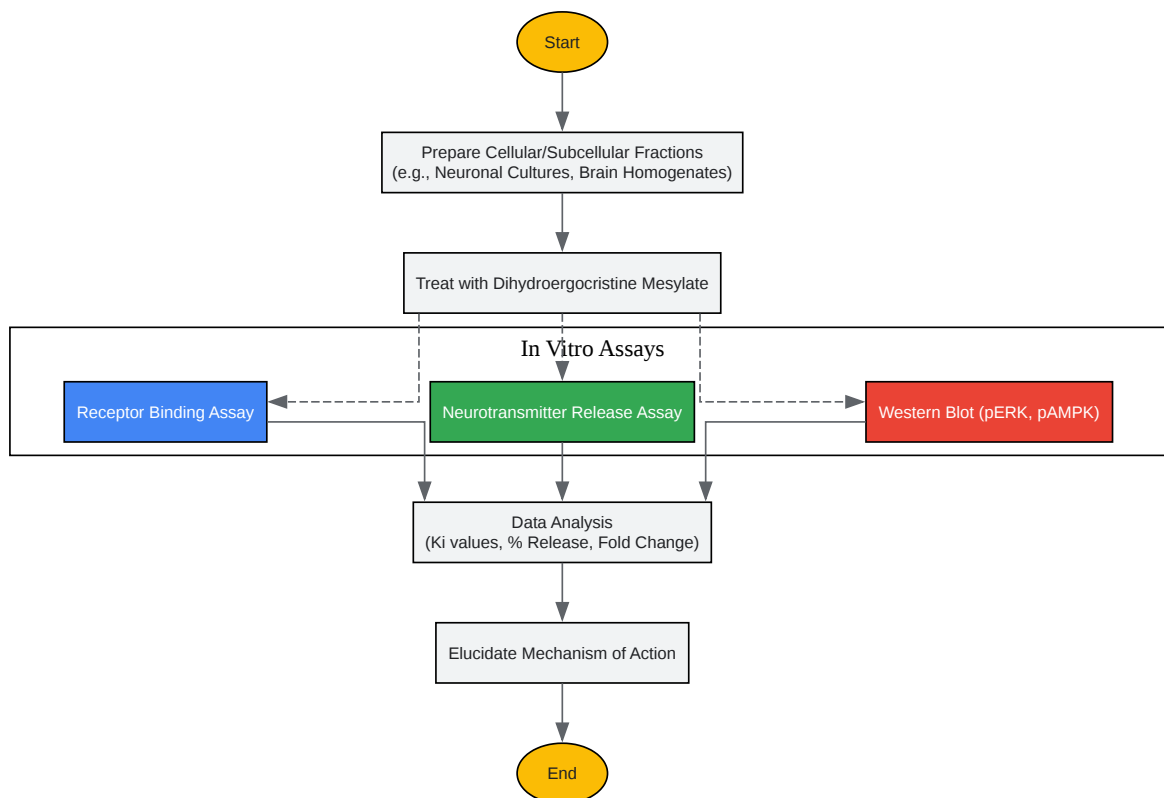 Start
Prepare Cellular/Subcellular Fractions
(e.g., Neuronal Cultures, Brain Homogenates)
Treat with Dihydroergocristine Mesylate
In Vitro Assays
Receptor Binding Assay
Neurotransmitter Release Assay
Western Blot (pERK, pAMPK)
Data Analysis
(Ki values, % Release, Fold Change)
Elucidate Mechanism of Action
End